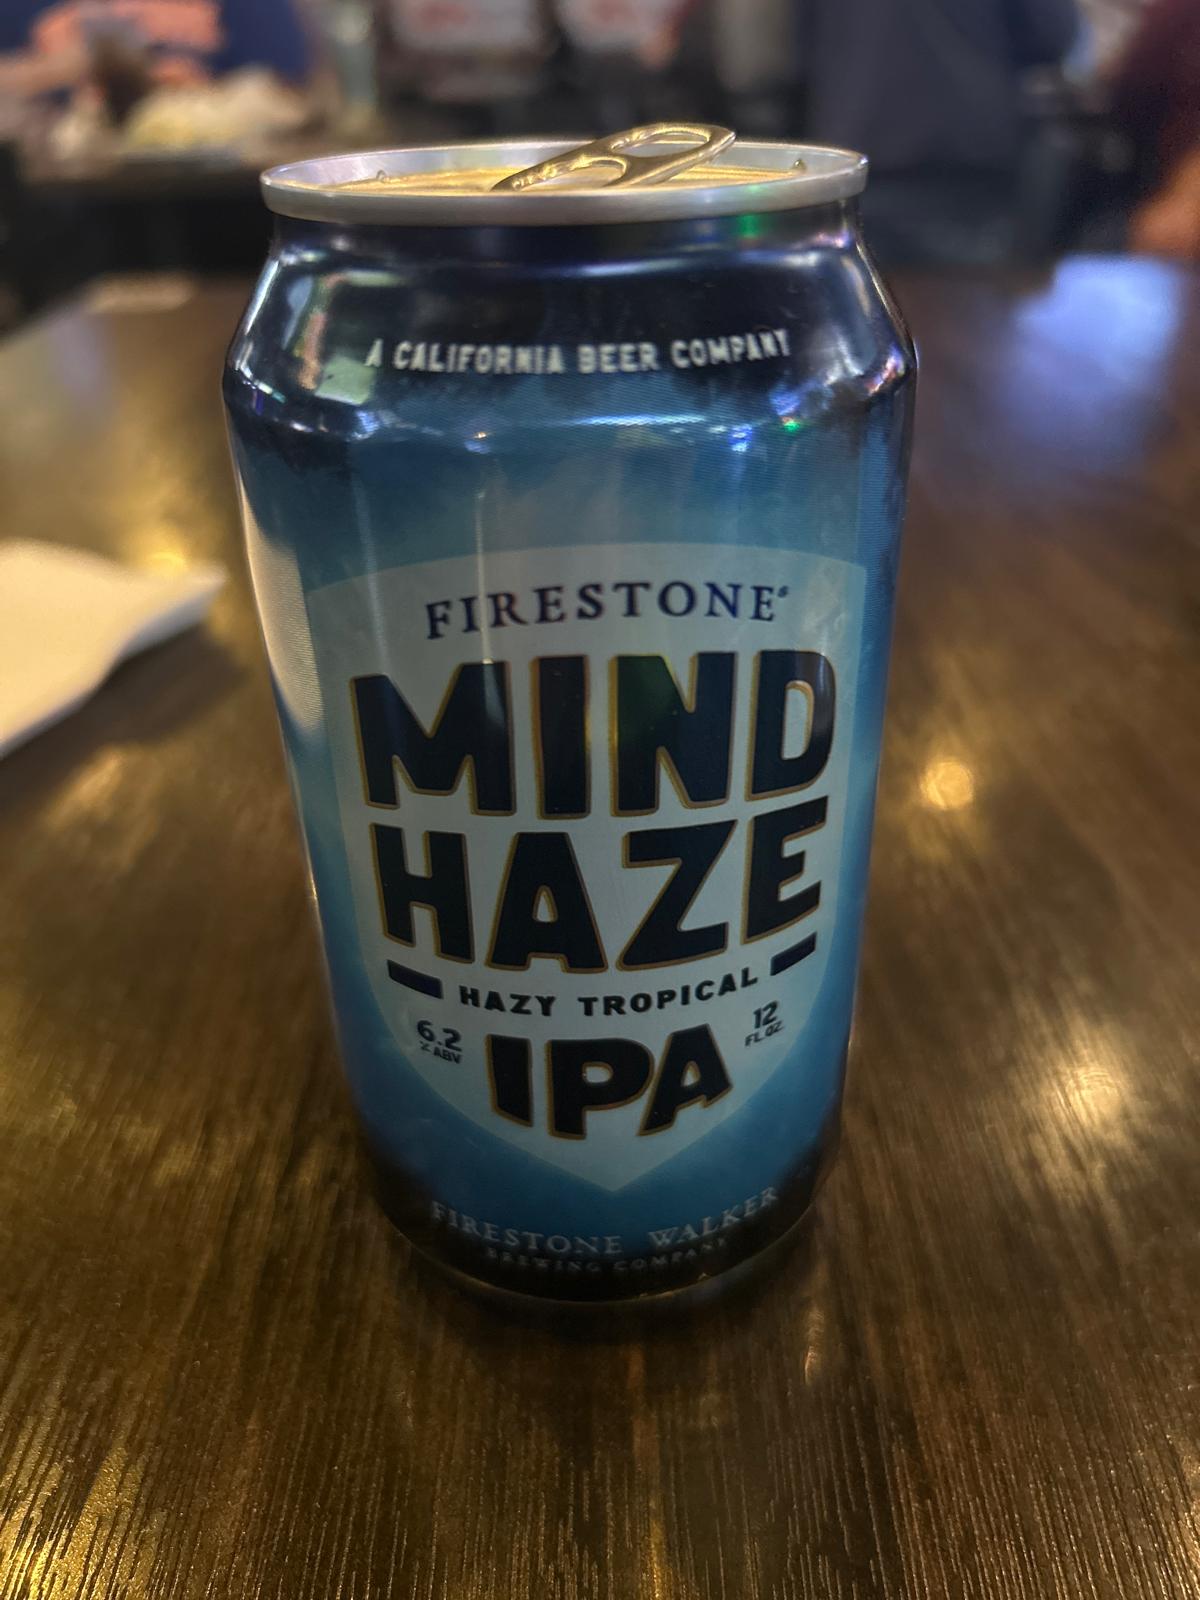 A CALIFORNIA BEER COMPANY
FIRESTONE®
MIND
HAZE
HAZY TROPICAL
6.2
% ABV
IPA
12
FL OZ.
FIRESTONE WALKER
BREWING COMPANY